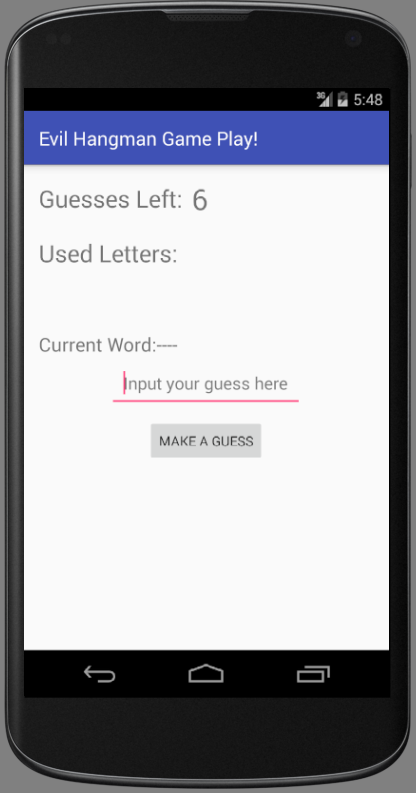 3G 5:48
Evil Hangman Game Play!
Guesses Left: 6
Used Letters:
Current Word:----
Input your guess here
MAKE A GUESS